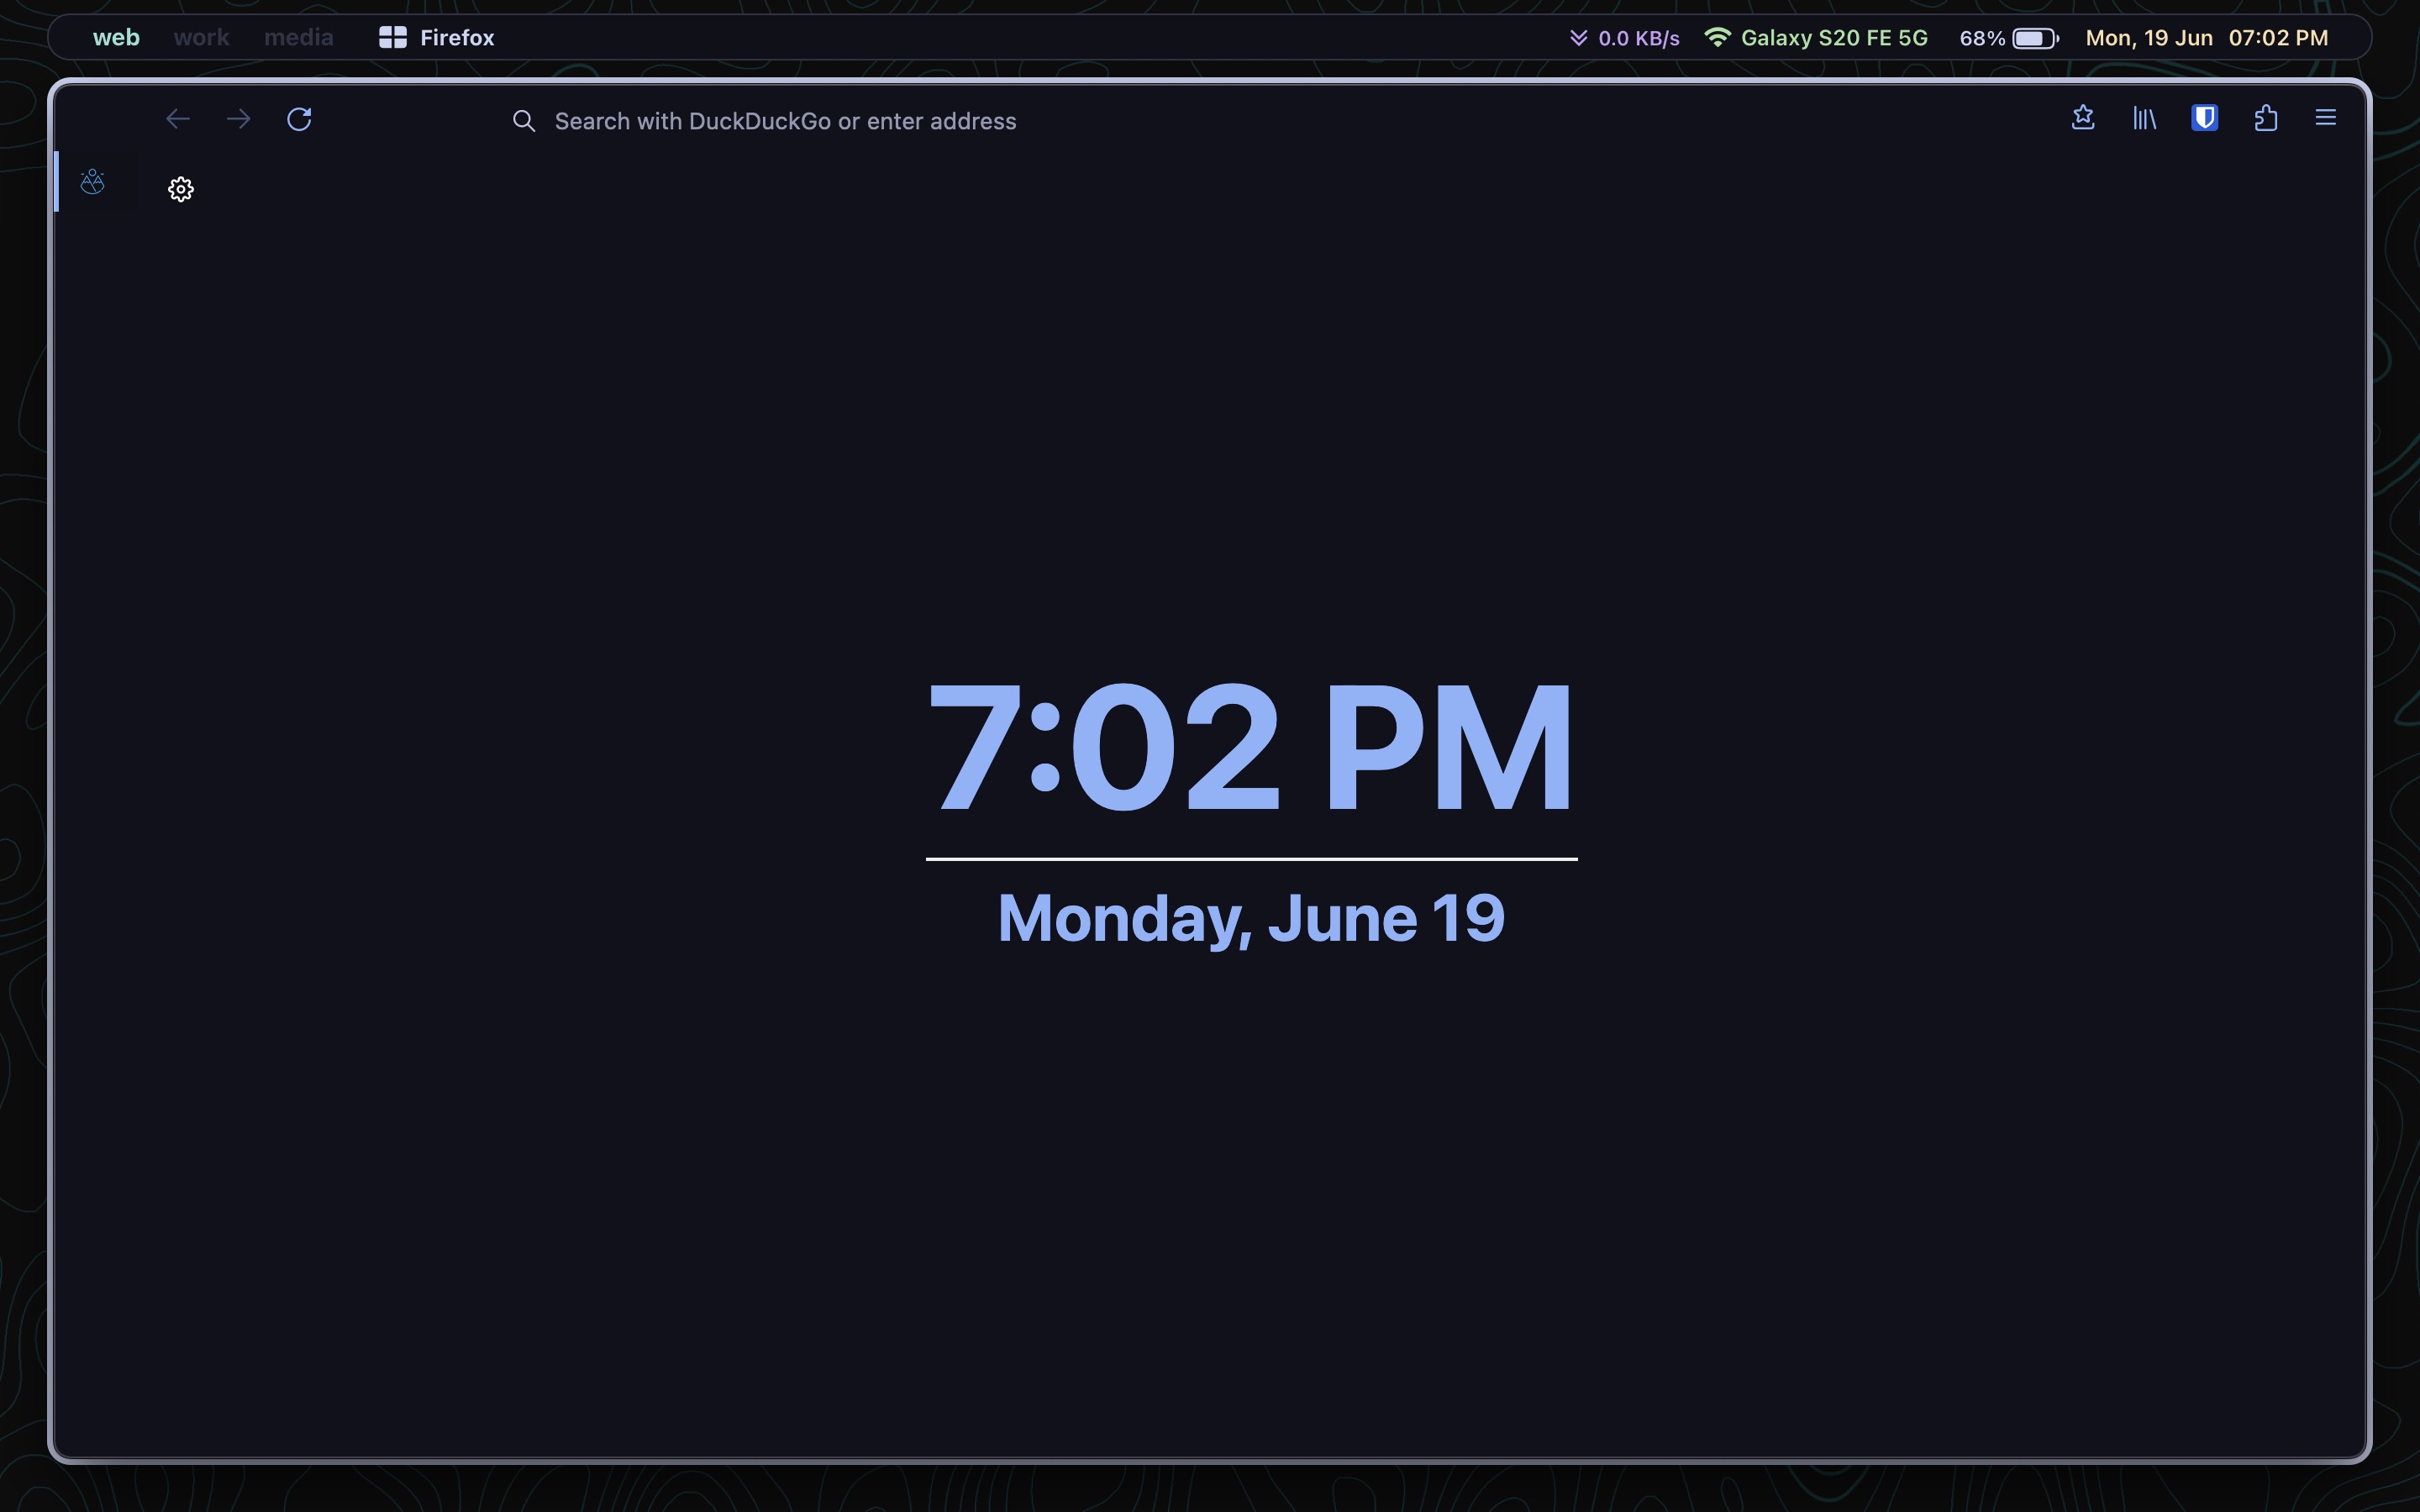 web work media Firefox 0.0 KB/s Galaxy S20 FE 5G 68% Mon, 19 Jun 07:02 PM
Search with DuckDuckGo or enter address
7:02 PM
Monday, June 19